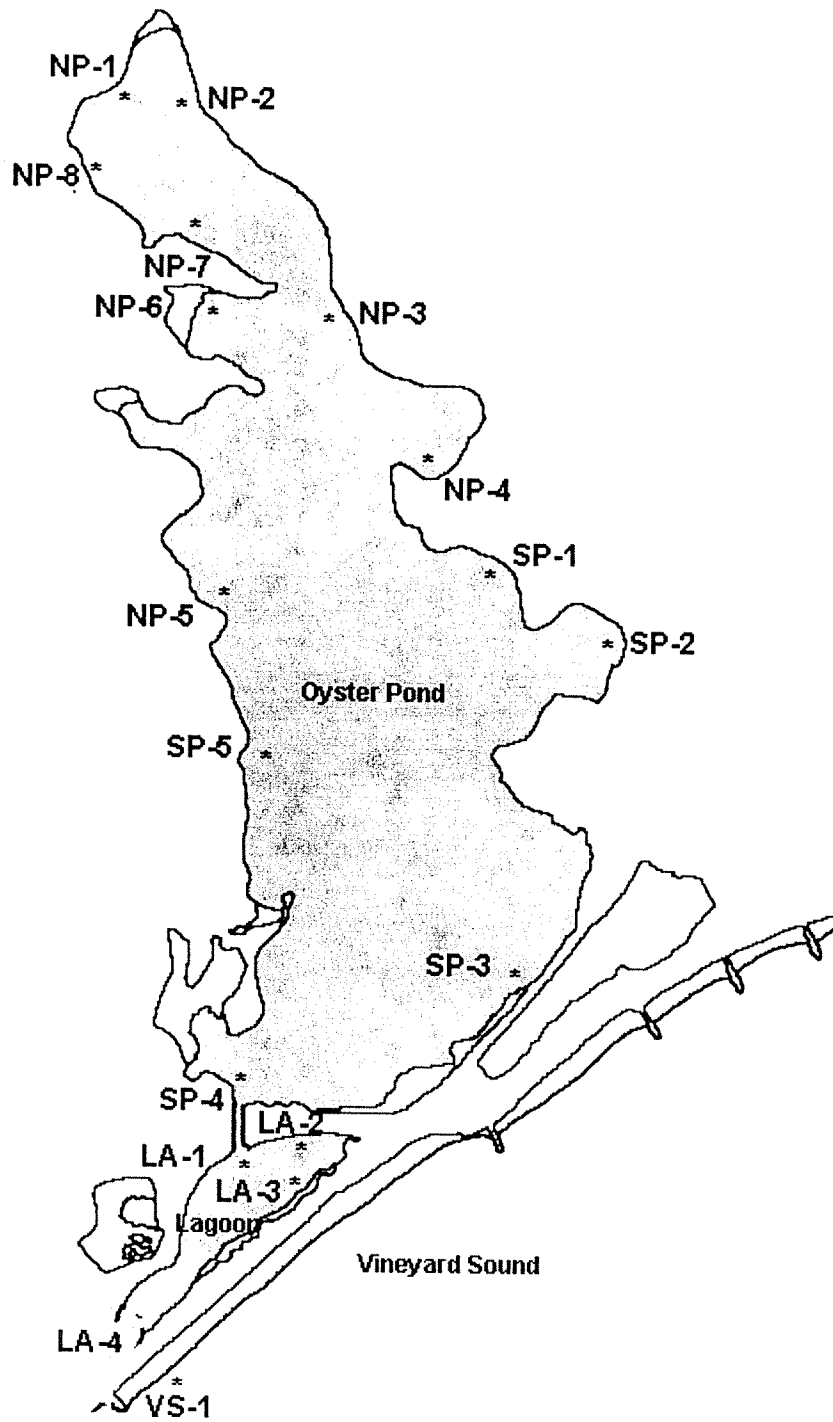 NP-1
NP-2
NP-8
NP-7
NP-6
NP-3
NP-4
SP-1
NP-5
SP-2
Oyster Pond
SP-5
SP-3
SP-4
LA-2
LA-1
LA-3
Lagoon
Vineyard Sound
LA-4
VS-1